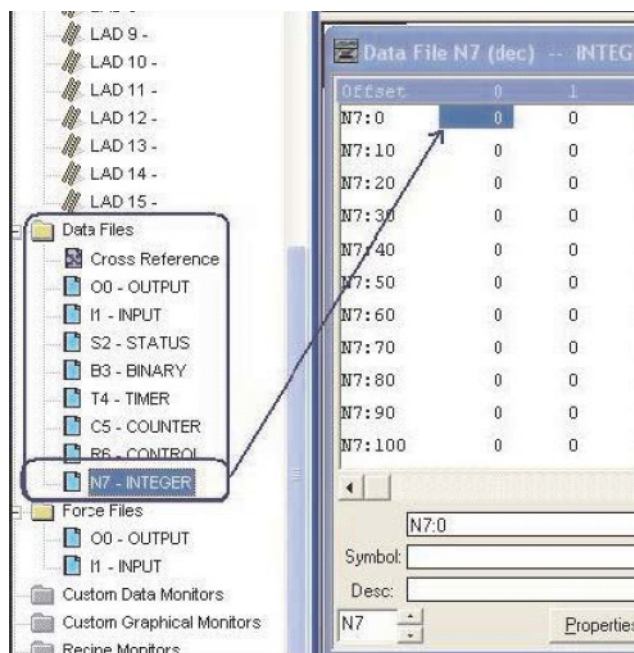 LAD 9 -
LAD 10 -
LAD 11 -
LAD 12 -
LAD 13 -
LAD 14 -
LAD 15 -
Data Files
Cross Reference
O0 - OUTPUT
I1 - INPUT
S2 - STATUS
B3 - BINARY
T4 - TIMER
C5 - COUNTER
R6 - CONTROL
N7 - INTEGER
Force Files
O0 - OUTPUT
I1 - INPUT
Custom Data Monitors
Custom Graphical Monitors
Recipe Monitors
Data File N7 (dec) -- INTEG
Offset 0 1
N7:0 0 0
N7:10 0 0
N7:20 0 0
N7:30 0 0
N7:40 0 0
N7:50 0 0
N7:60 0 0
N7:70 0 0
N7:80 0 0
N7:90 0 0
N7:100 0 0
N7:0
Symbol:
Desc:
N7 Properties